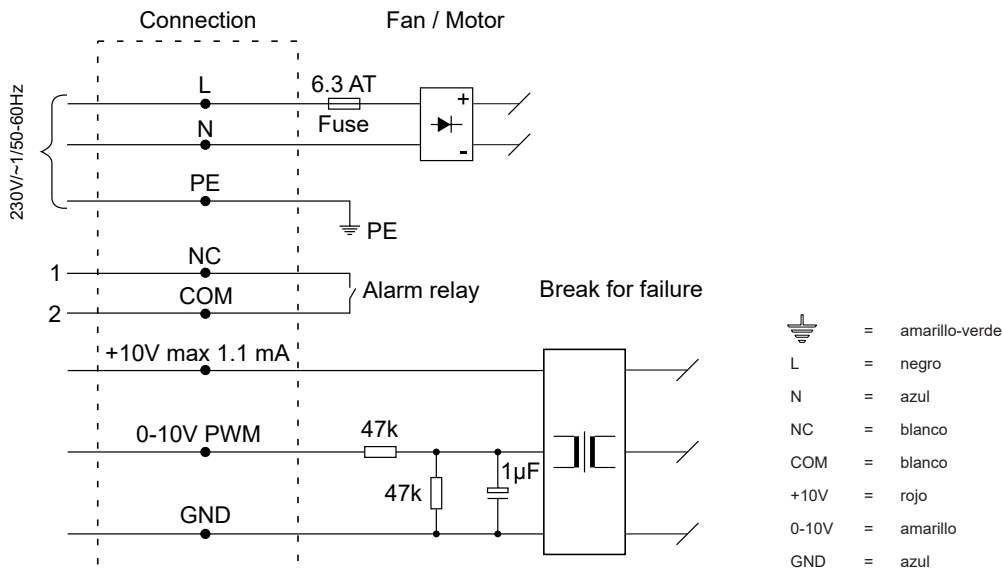 Connection
Fan / Motor
230V/~1/50-60Hz
L
6.3 AT
Fuse
+
-
N
PE
PE
1
NC
2
COM
Alarm relay
Break for failure
+10V max 1.1 mA
0-10V PWM
47k
47k
1µF
GND
= amarillo-verde
L = negro
N = azul
NC = blanco
COM = blanco
+10V = rojo
0-10V = amarillo
GND = azul